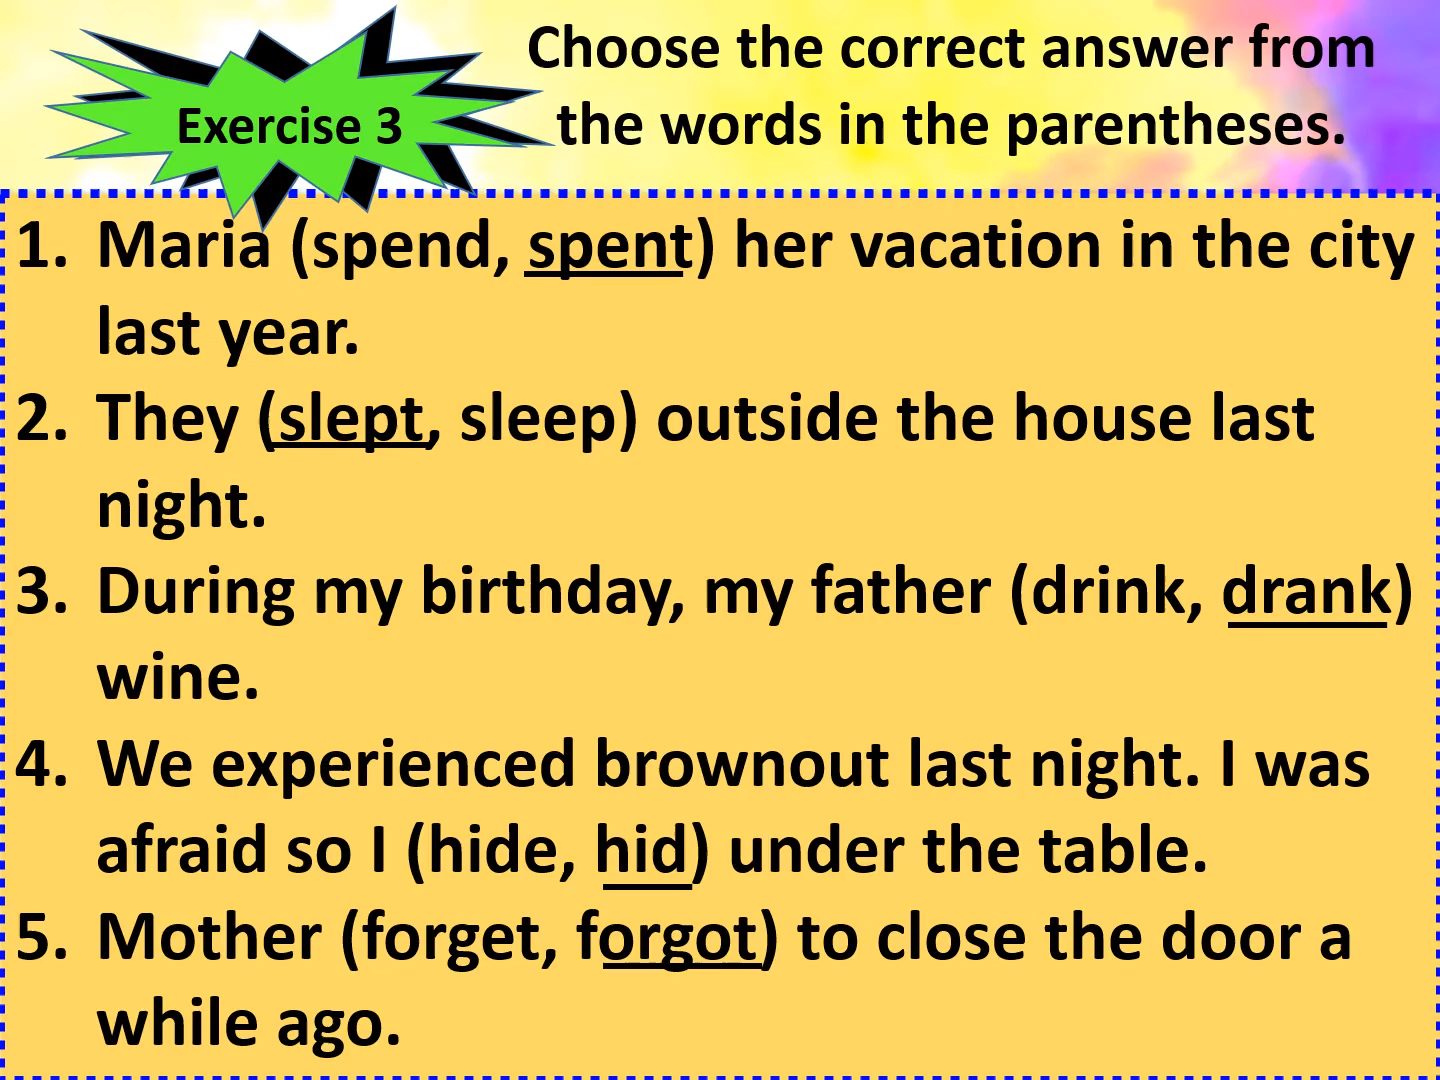 Exercise 3
Choose the correct answer from
the words in the parentheses.
1. Maria (spend, spent) her vacation in the city
last year.
2. They (slept, sleep) outside the house last
night.
3. During my birthday, my father (drink, drank)
wine.
4. We experienced brownout last night. I was
afraid so I (hide, hid) under the table.
5. Mother (forget, forgot) to close the door a
while ago.